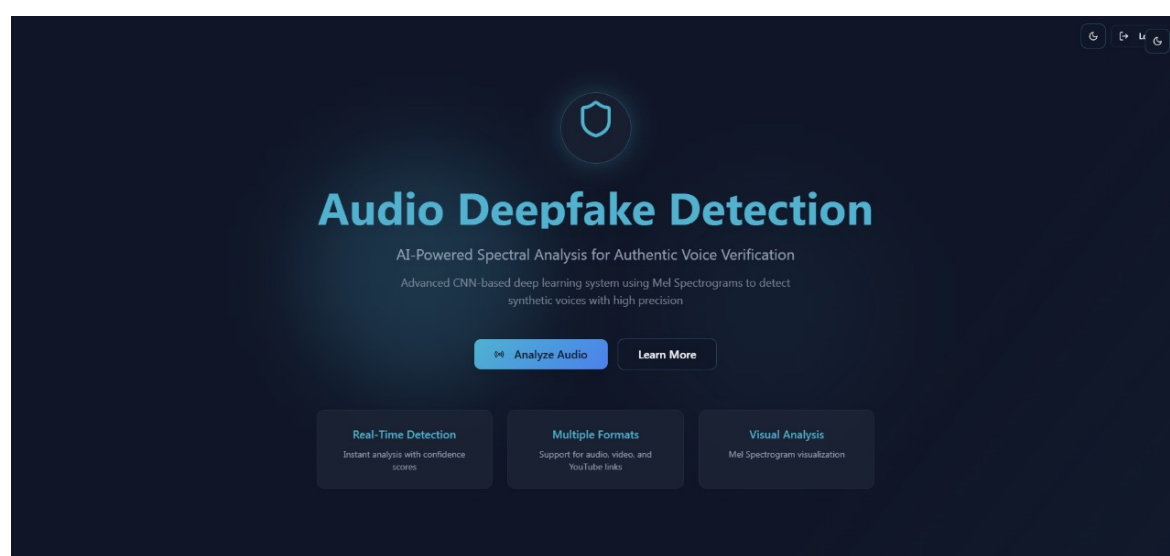 Audio Deepfake Detection
AI-Powered Spectral Analysis for Authentic Voice Verification
Advanced CNN-based deep learning system using Mel Spectrograms to detect
synthetic voices with high precision
Analyze Audio
Learn More
Real-Time Detection
Instant analysis with confidence
scores
Multiple Formats
Support for audio, video, and
YouTube links
Visual Analysis
Mel Spectrogram visualization